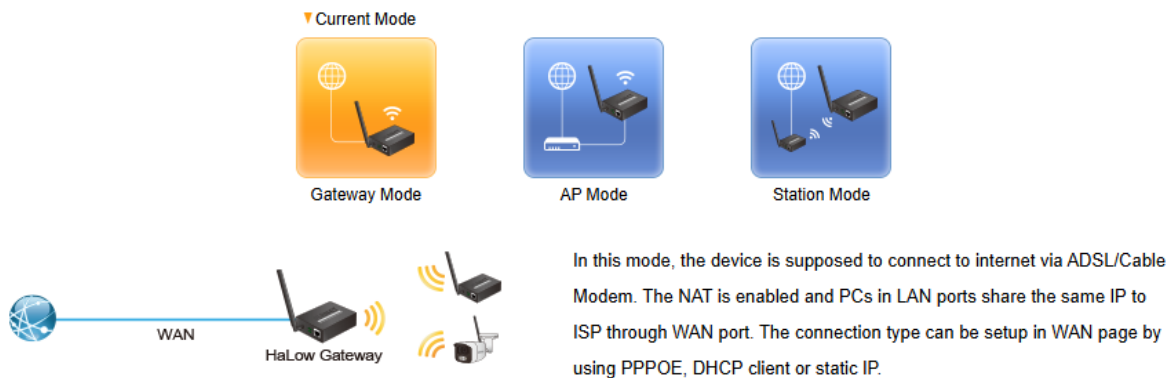 Current Mode
Gateway Mode
AP Mode
Station Mode
WAN
HaLow Gateway
In this mode, the device is supposed to connect to internet via ADSL/Cable
Modem. The NAT is enabled and PCs in LAN ports share the same IP to
ISP through WAN port. The connection type can be setup in WAN page by
using PPPOE, DHCP client or static IP.